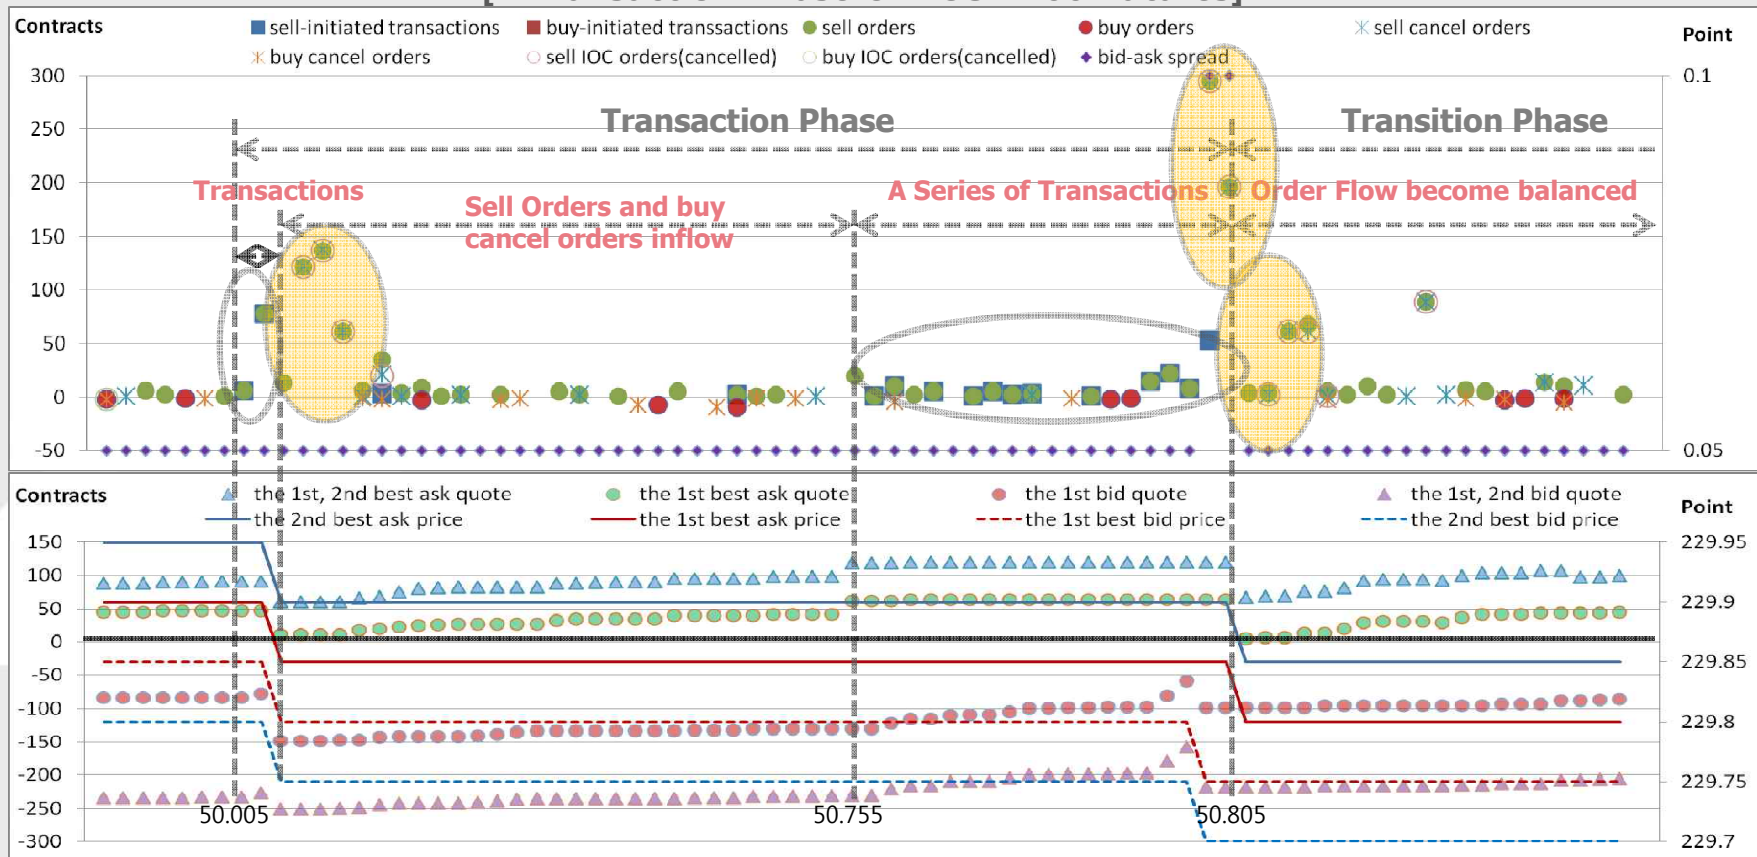 Contracts
sell-initiated transactions
buy-initiated transsactions
sell orders
buy orders
sell cancel orders
Point
buy cancel orders
sell IOC orders(cancelled)
buy IOC orders(cancelled)
bid-ask spread
300
0.1
250
Transaction Phase
Transition Phase
200
Transactions
A Series of Transactions
Order Flow become balanced
Sell Orders and buy
cancel orders inflow
150
100
50
0
-50
0.05
Contracts
the 1st, 2nd best ask quote
the 1st best ask quote
the 1st bid quote
the 1st, 2nd bid quote
Point
the 2nd best ask price
the 1st best ask price
the 1st best bid price
the 2nd best bid price
150
229.95
100
50
229.9
0
-50
229.85
-100
229.8
-150
-200
229.75
-250
50.005
50.755
50.805
-300
229.7